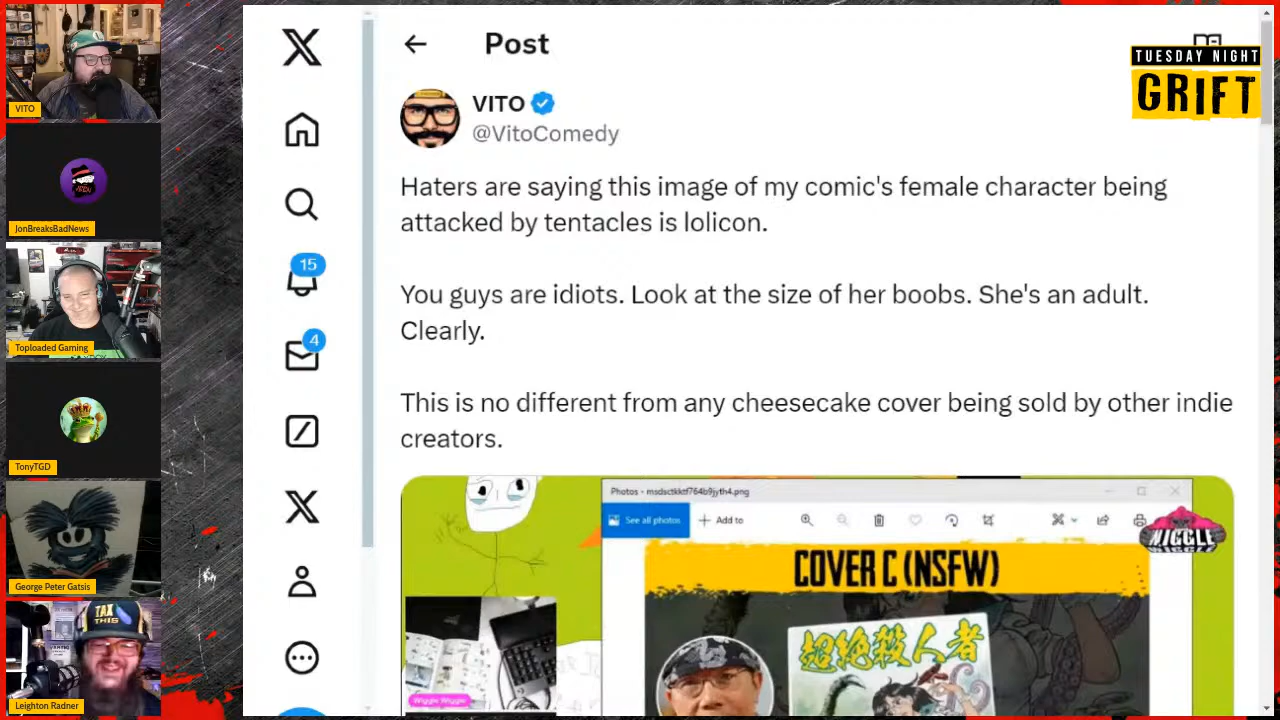 VITO
JonBreaksBadNews
Toploaded Gaming
TonyTGD
George Peter Gatsis
TAX
THIS
Leighton Radner
15
4
Post
TUESDAY NIGHT
GRIFT
VITO
@VitoComedy
Haters are saying this image of my comic's female character being
attacked by tentacles is lolicon.
You guys are idiots. Look at the size of her boobs. She's an adult.
Clearly.
This is no different from any cheesecake cover being sold by other indie
creators.
See all photos
Add to
COVER C (NSFW)
超絶殺人者